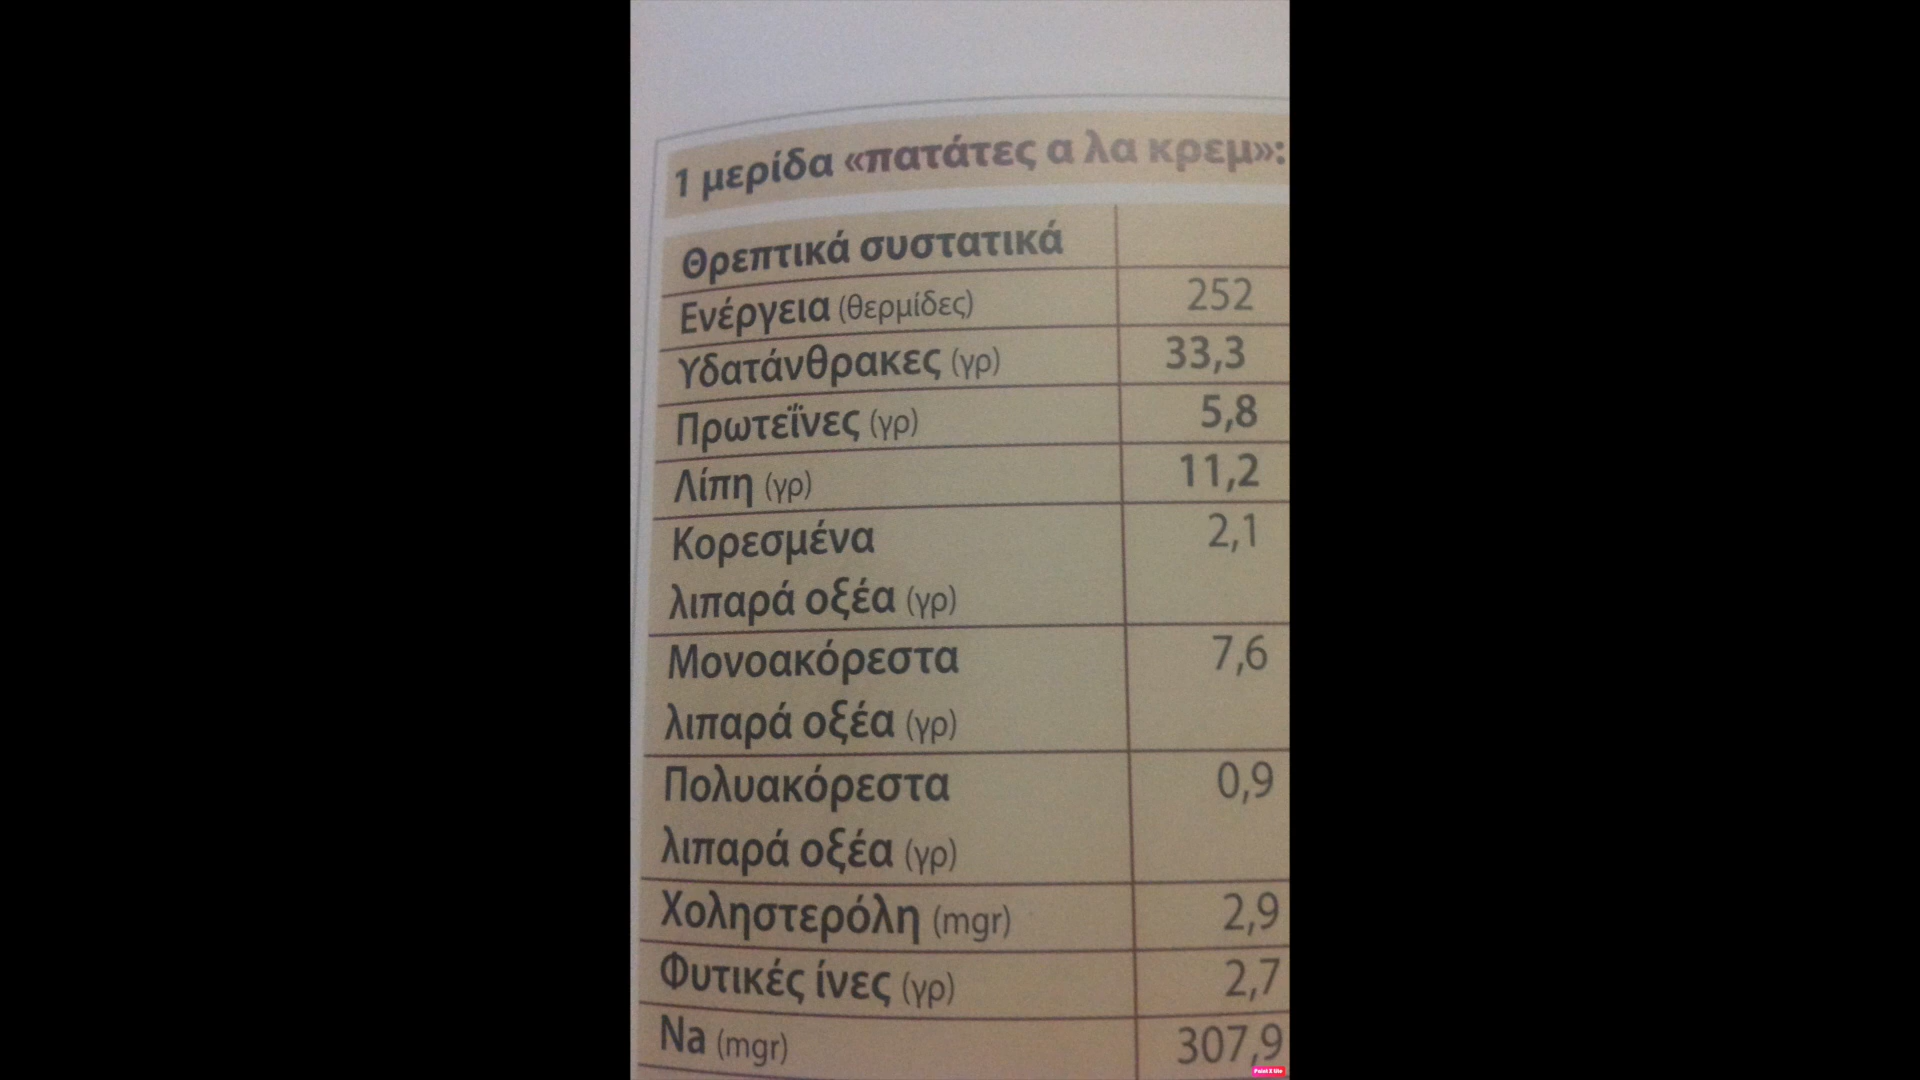 1 μερίδα «πατάτες α λα κρεμ»:
Θρεπτικά συστατικά
Ενέργεια (θερμίδες) 252
Υδατάνθρακες (γρ) 33,3
Πρωτεΐνες (γρ) 5,8
Λίπη (γρ) 11,2
Κορεσμένα 2,1
λιπαρά οξέα (γρ)
Μονοακόρεστα 7,6
λιπαρά οξέα (γρ)
Πολυακόρεστα 0,9
λιπαρά οξέα (γρ)
Χοληστερόλη (mgr) 2,9
Φυτικές ίνες (γρ) 2,7
Na (mgr) 307,9